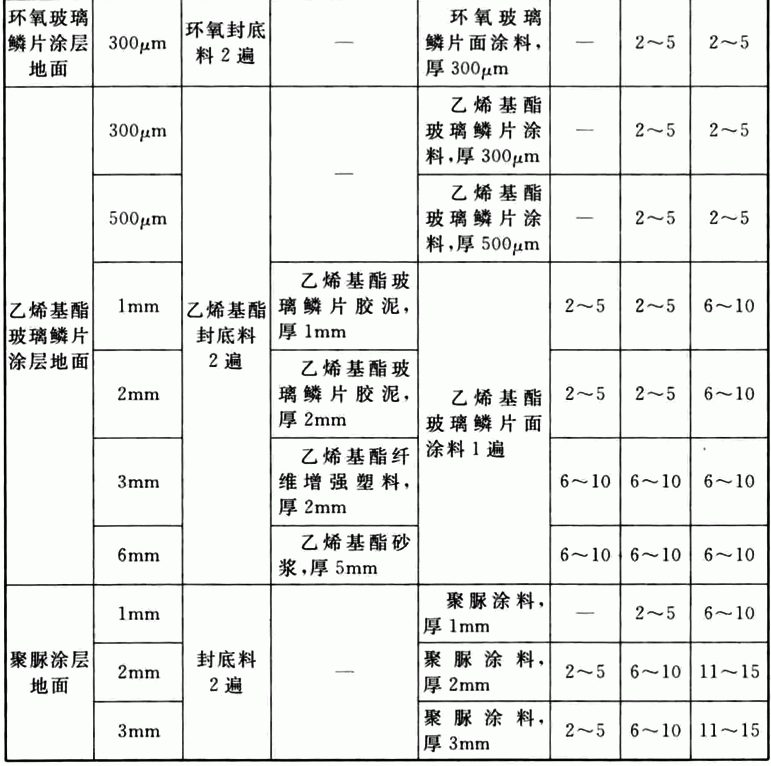 环氧玻璃
鳞片涂层
地面
300μm
环氧封底
料2遍
—
环氧玻璃
鳞片面涂料,
厚300μm
—
2～5
2～5
乙烯基酯
玻璃鳞片
涂层地面
300μm
乙烯基酯
封底料
2遍
—
乙烯基酯
玻璃鳞片涂
料,厚300μm
—
2～5
2～5
500μm
乙烯基酯
玻璃鳞片涂
料,厚500μm
—
2～5
2～5
1mm
乙烯基酯玻
璃鳞片胶泥,
厚1mm
乙烯基酯
玻璃鳞片面
涂料1遍
2～5
2～5
6～10
2mm
乙烯基酯玻
璃鳞片胶泥,
厚2mm
2～5
2～5
6～10
3mm
乙烯基酯纤
维增强塑料,
厚2mm
6～10
6～10
6～10
6mm
乙烯基酯砂
浆,厚5mm
6～10
6～10
6～10
聚脲涂层
地面
1mm
封底料
2遍
—
聚脲涂料,
厚1mm
—
2～5
6～10
2mm
聚脲涂料,
厚2mm
2～5
6～10
11～15
3mm
聚脲涂料,
厚3mm
2～5
6～10
11～15